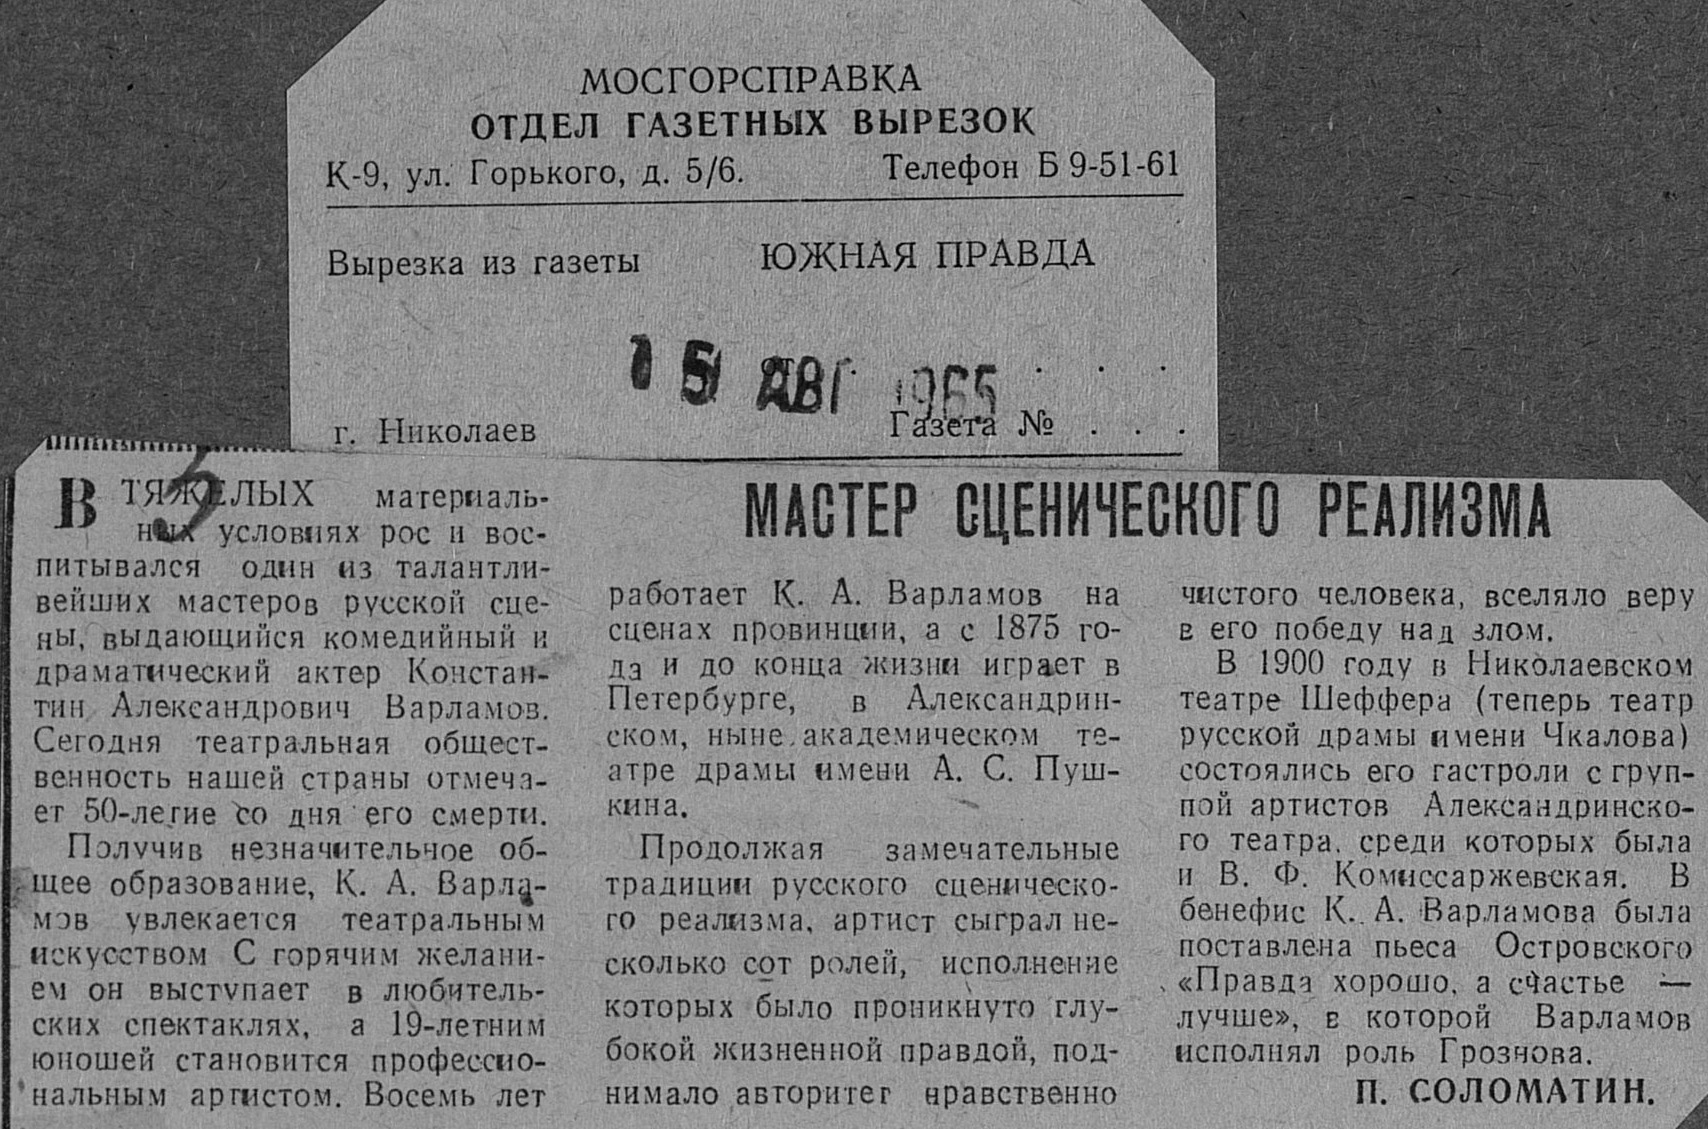 МОСГОРСПРАВКА
ОТДЕЛ ГАЗЕТНЫХ ВЫРЕЗОК
К-9, ул. Горького, д. 5/6. Телефон Б 9-51-61
Вырезка из газеты ЮЖНАЯ ПРАВДА
15 АВГ 1965
г. Николаев Газета № . . .
МАСТЕР СЦЕНИЧЕСКОГО РЕАЛИЗМА
В ТЯЖЕЛЫХ материаль-
ных условиях рос и вос-
питывался один из талантли-
вейших мастеров русской сце-
ны, выдающийся комедийный и
драматический актер Констан-
тин Александрович Варламов.
Сегодня театральная общест-
венность нашей страны отмеча-
ет 50-летие со дня его смерти.
Получив незначительное об-
щее образование, К. А. Варла-
мов увлекается театральным
искусством С горячим желани-
ем он выступает в любитель-
ских спектаклях, а 19-летним
юношей становится профессио-
нальным артистом. Восемь лет
работает К. А. Варламов на
сценах провинции, а с 1875 го-
да и до конца жизни играет в
Петербурге, в Александрин-
ском, ныне академическом те-
атре драмы имени А. С. Пуш-
кина.
Продолжая замечательные
традиции русского сценическо-
го реализма, артист сыграл не-
сколько сот ролей, исполнение
которых было проникнуто глу-
бокой жизненной правдой, под-
нимало авторитет нравственно
чистого человека, вселяло веру
в его победу над злом.
В 1900 году в Николаевском
театре Шеффера (теперь театр
русской драмы имени Чкалова)
состоялись его гастроли с груп-
пой артистов Александринско-
го театра, среди которых была
и В. Ф. Комиссаржевская. В
бенефис К. А. Варламова была
поставлена пьеса Островского
«Правда хорошо, а счастье —
лучше», в которой Варламов
исполнял роль Грознова.
П. СОЛОМАТИН.